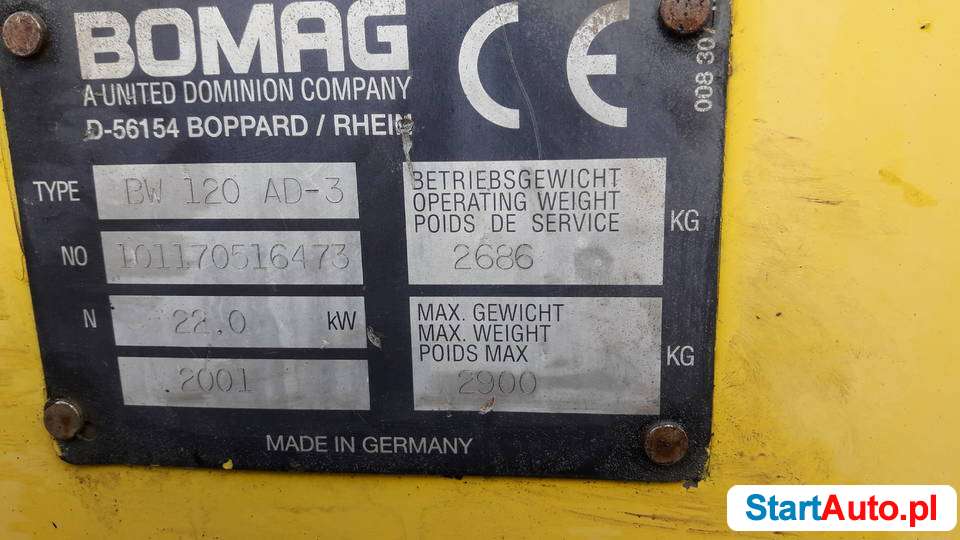 BOMAG
A UNITED DOMINION COMPANY
D-56154 BOPPARD / RHEIN
CE
008 307
TYPE BW 120 AD-3
NO 101170516473
N 22.0 kW
2001
BETRIEBSGEWICHT
OPERATING WEIGHT
POIDS DE SERVICE
2686 KG
MAX. GEWICHT
MAX. WEIGHT
POIDS MAX
2900 KG
MADE IN GERMANY
StartAuto.pl